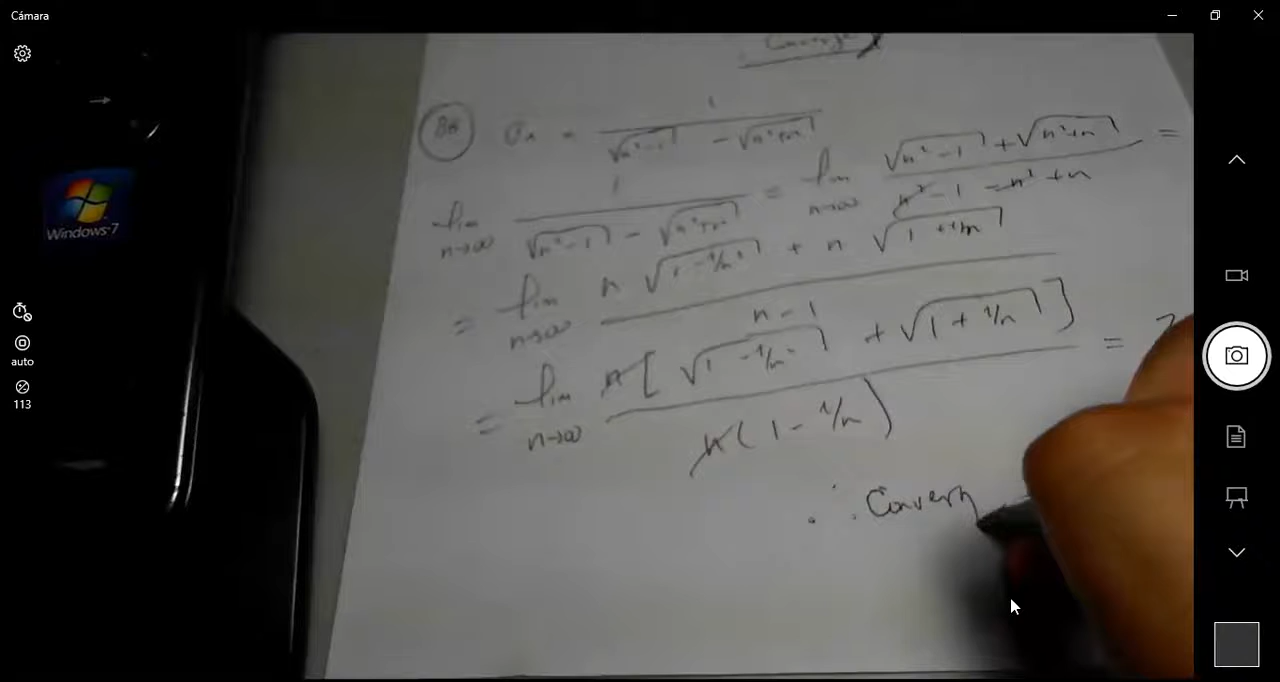 Cámara
Converge
88 an = 1 / √(n²-1) - √(n²+n)
lim n→∞ 1 / √(n²-1) - √(n²+n) = lim n→∞ √(n²-1) + √(n²+n) / n² - 1 - n² + n =
= lim n→∞ n √(1 - 1/n²) + n √(1 + 1/n) / n - 1
= lim n→∞ n[ √(1 - 1/n²) + √(1 + 1/n) ] / n( 1 - 1/n ) = 2
∴ Converg
Windows 7
auto
113